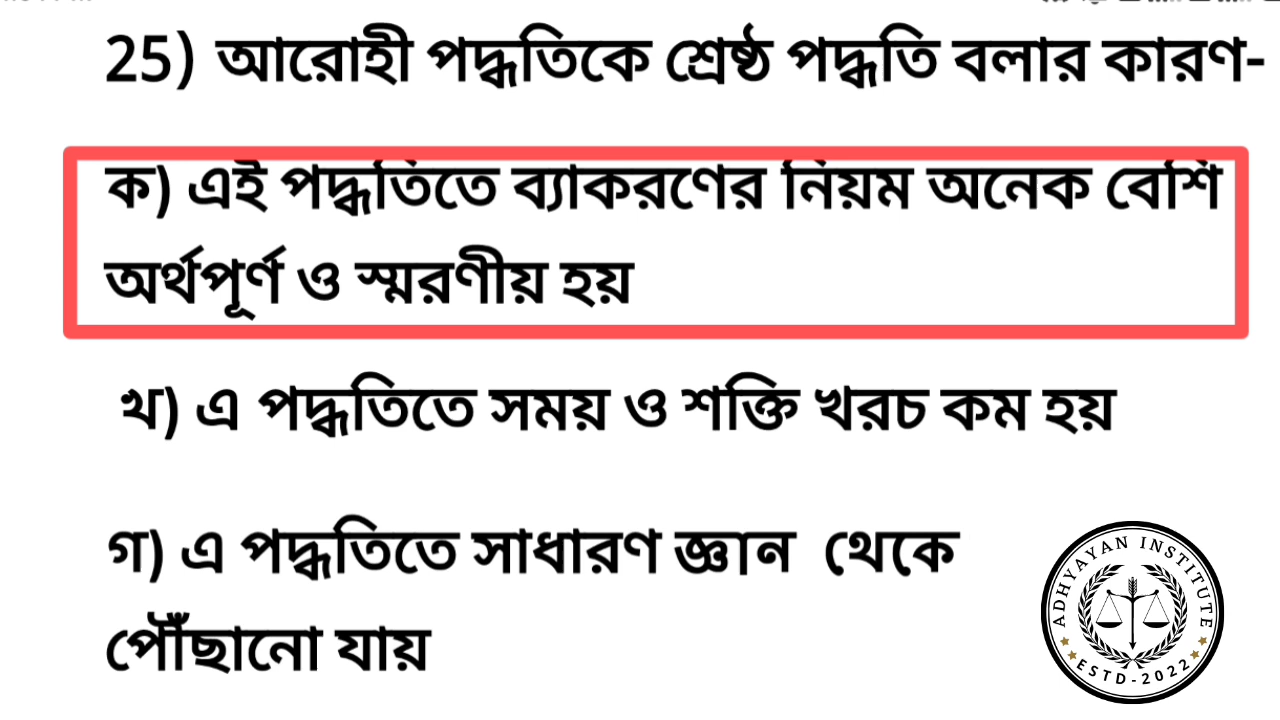 25) আরোহী পদ্ধতিকে শ্রেষ্ঠ পদ্ধতি বলার কারণ-
ক) এই পদ্ধতিতে ব্যাকরণের নিয়ম অনেক বেশি
অর্থপূর্ণ ও স্মরণীয় হয়
খ) এ পদ্ধতিতে সময় ও শক্তি খরচ কম হয়
গ) এ পদ্ধতিতে সাধারণ জ্ঞান থেকে
পৌঁছানো যায়
ADHYAYAN INSTITUTE
ESTD-2022